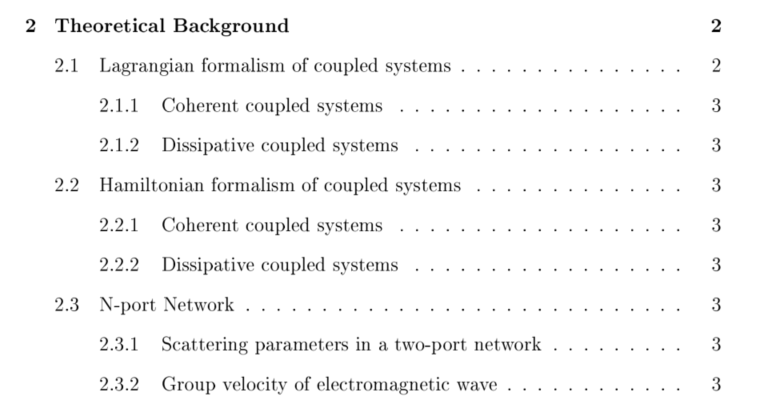 2 Theoretical Background 2
2.1 Lagrangian formalism of coupled systems . . . . . . . . . . . . . . . 2
2.1.1 Coherent coupled systems . . . . . . . . . . . . . . . . . . . 3
2.1.2 Dissipative coupled systems . . . . . . . . . . . . . . . . . . 3
2.2 Hamiltonian formalism of coupled systems . . . . . . . . . . . . . . 3
2.2.1 Coherent coupled systems . . . . . . . . . . . . . . . . . . . 3
2.2.2 Dissipative coupled systems . . . . . . . . . . . . . . . . . . 3
2.3 N-port Network . . . . . . . . . . . . . . . . . . . . . . . . . . . . . 3
2.3.1 Scattering parameters in a two-port network . . . . . . . . . 3
2.3.2 Group velocity of electromagnetic wave . . . . . . . . . . . . 3